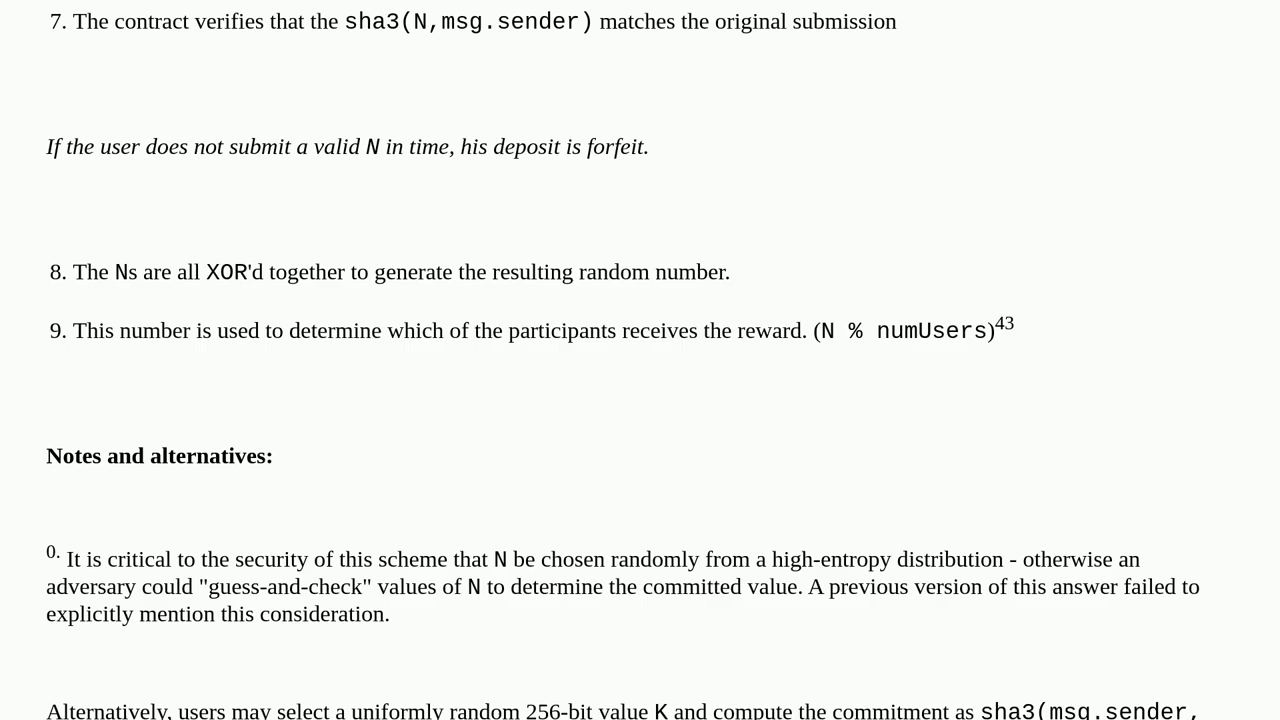 7. The contract verifies that the sha3(N,msg.sender) matches the original submission
If the user does not submit a valid N in time, his deposit is forfeit.
8. The Ns are all XOR'd together to generate the resulting random number.
9. This number is used to determine which of the participants receives the reward. (N % numUsers)43
Notes and alternatives:
0. It is critical to the security of this scheme that N be chosen randomly from a high-entropy distribution - otherwise an
adversary could "guess-and-check" values of N to determine the committed value. A previous version of this answer failed to
explicitly mention this consideration.
Alternatively, users may select a uniformly random 256-bit value K and compute the commitment as sha3(msg.sender,